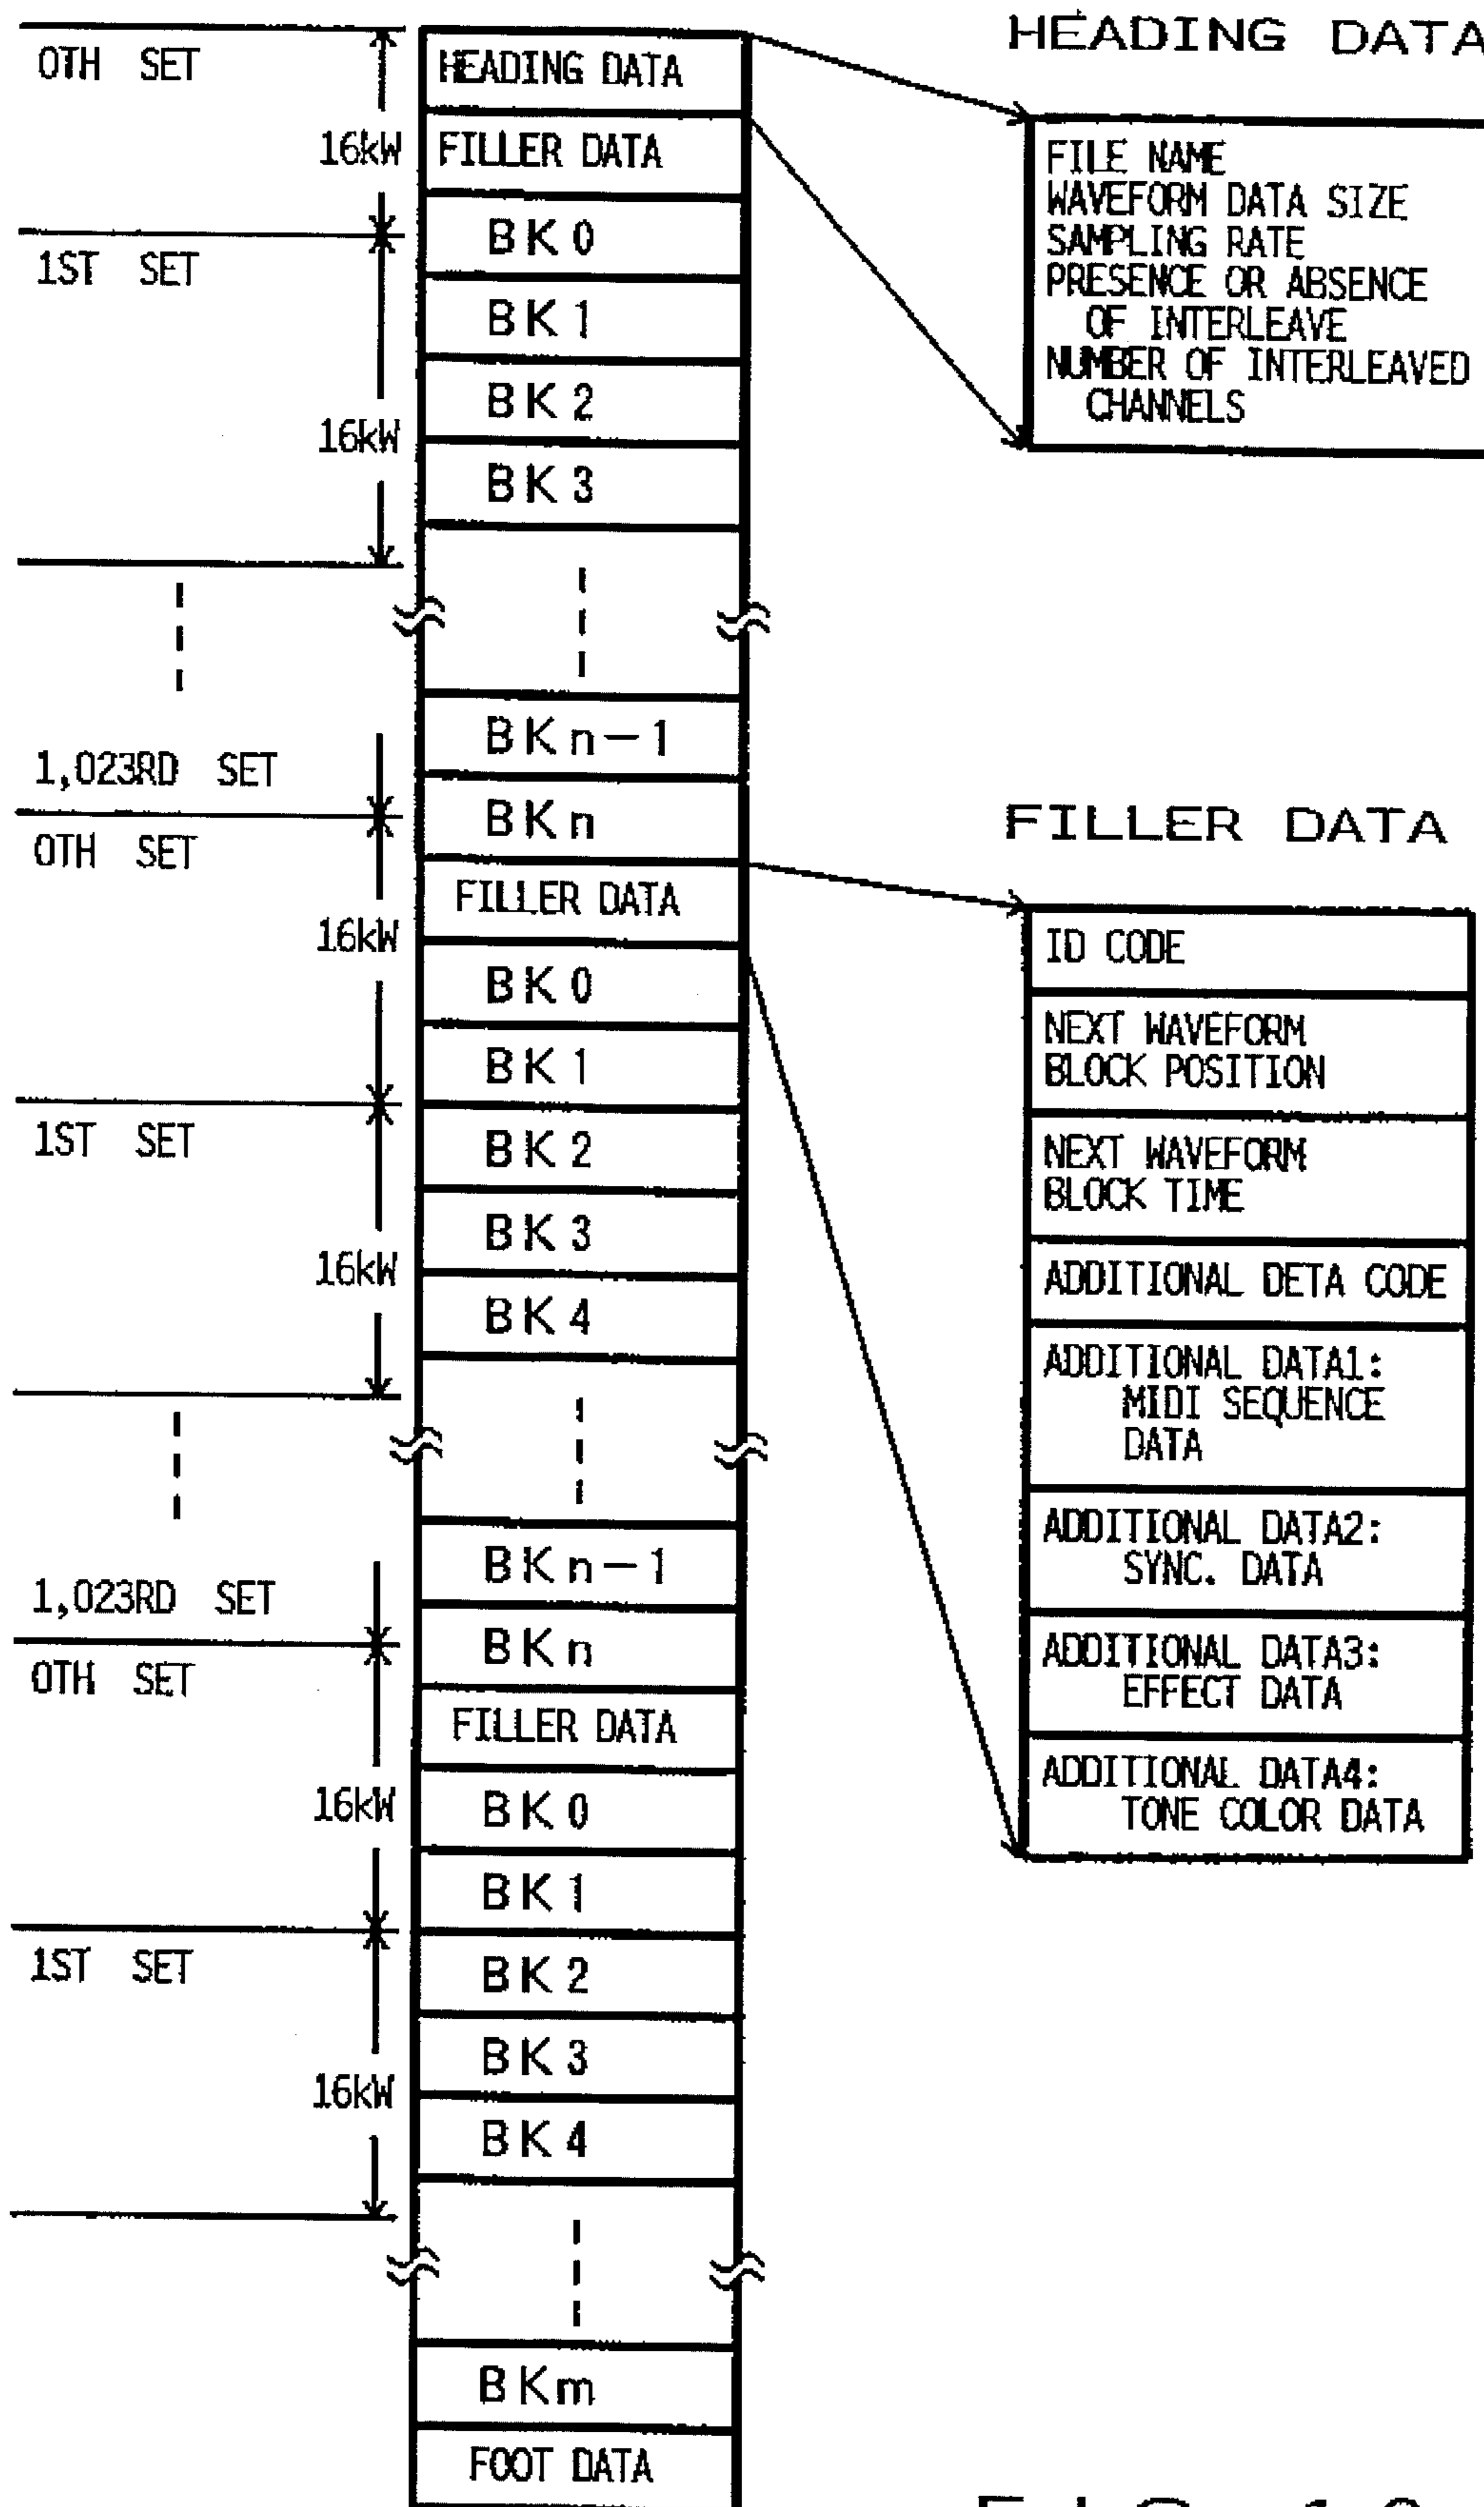 0TH SET
16kW
1ST SET
16kW
1,023RD SET
0TH SET
16kW
1ST SET
16kW
1,023RD SET
0TH SET
16kW
1ST SET
16kW
HEADING DATA
FILLER DATA
BK0
BK1
BK2
BK3
BKn-1
BKn
FILLER DATA
BK0
BK1
BK2
BK3
BK4
BKn-1
BKn
FILLER DATA
BK0
BK1
BK2
BK3
BK4
BKm
FOOT DATA
HEADING DATA
FILE NAME
WAVEFORM DATA SIZE
SAMPLING RATE
PRESENCE OR ABSENCE
OF INTERLEAVE
NUMBER OF INTERLEAVED
CHANNELS
FILLER DATA
ID CODE
NEXT WAVEFORM
BLOCK POSITION
NEXT WAVEFORM
BLOCK TIME
ADDITIONAL DETA CODE
ADDITIONAL DATA1:
MIDI SEQUENCE
DATA
ADDITIONAL DATA2:
SYNC. DATA
ADDITIONAL DATA3:
EFFECT DATA
ADDITIONAL DATA4:
TONE COLOR DATA